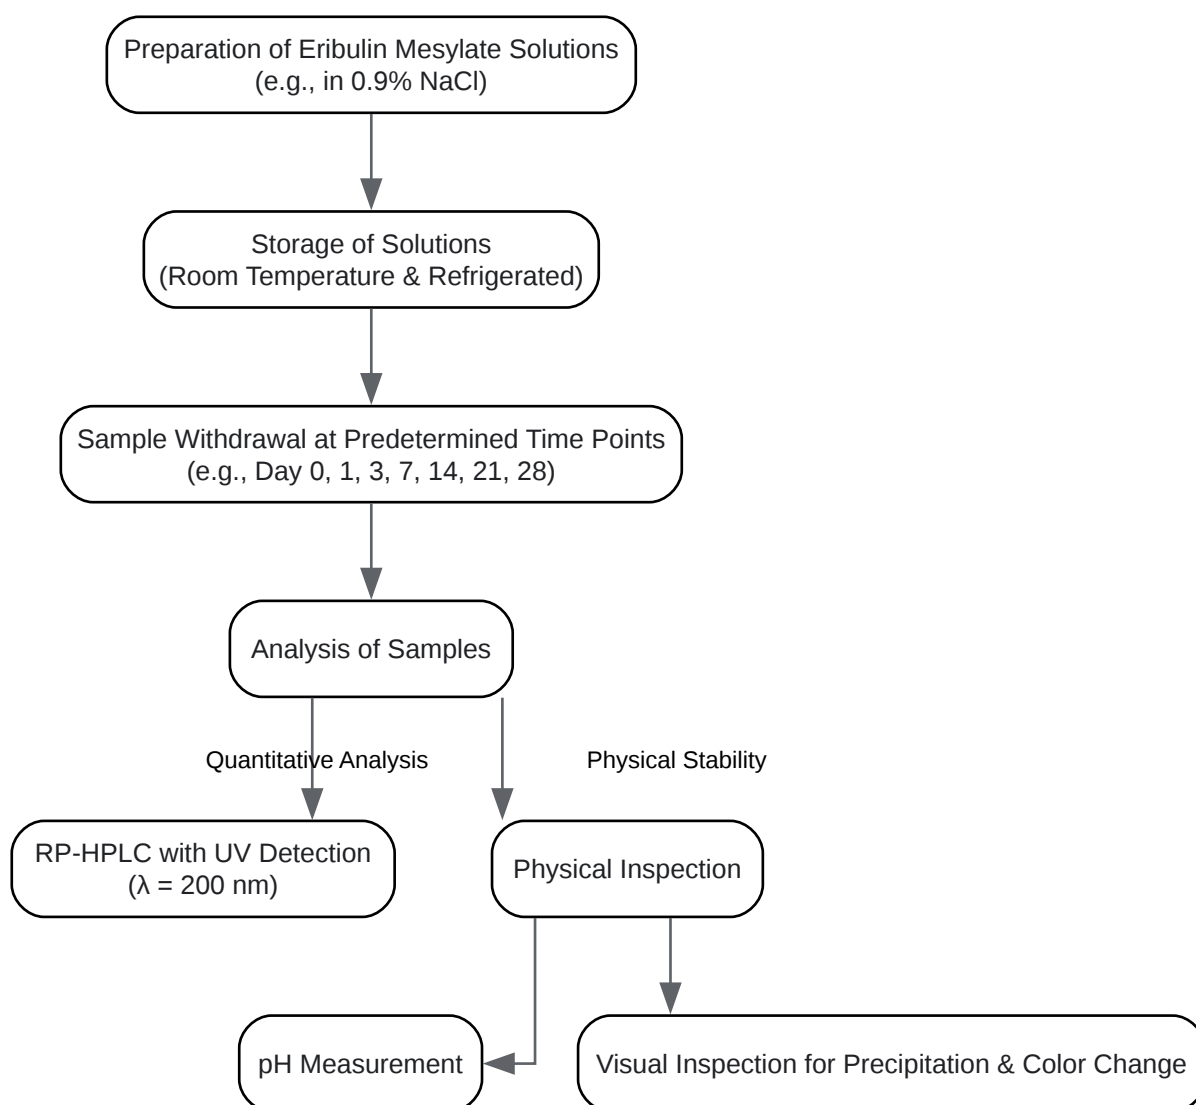 Preparation of Eribulin Mesylate Solutions
(e.g., in 0.9% NaCl)
Storage of Solutions
(Room Temperature & Refrigerated)
Sample Withdrawal at Predetermined Time Points
(e.g., Day 0, 1, 3, 7, 14, 21, 28)
Analysis of Samples
Quantitative Analysis
Physical Stability
RP-HPLC with UV Detection
(λ = 200 nm)
Physical Inspection
pH Measurement
Visual Inspection for Precipitation & Color Change